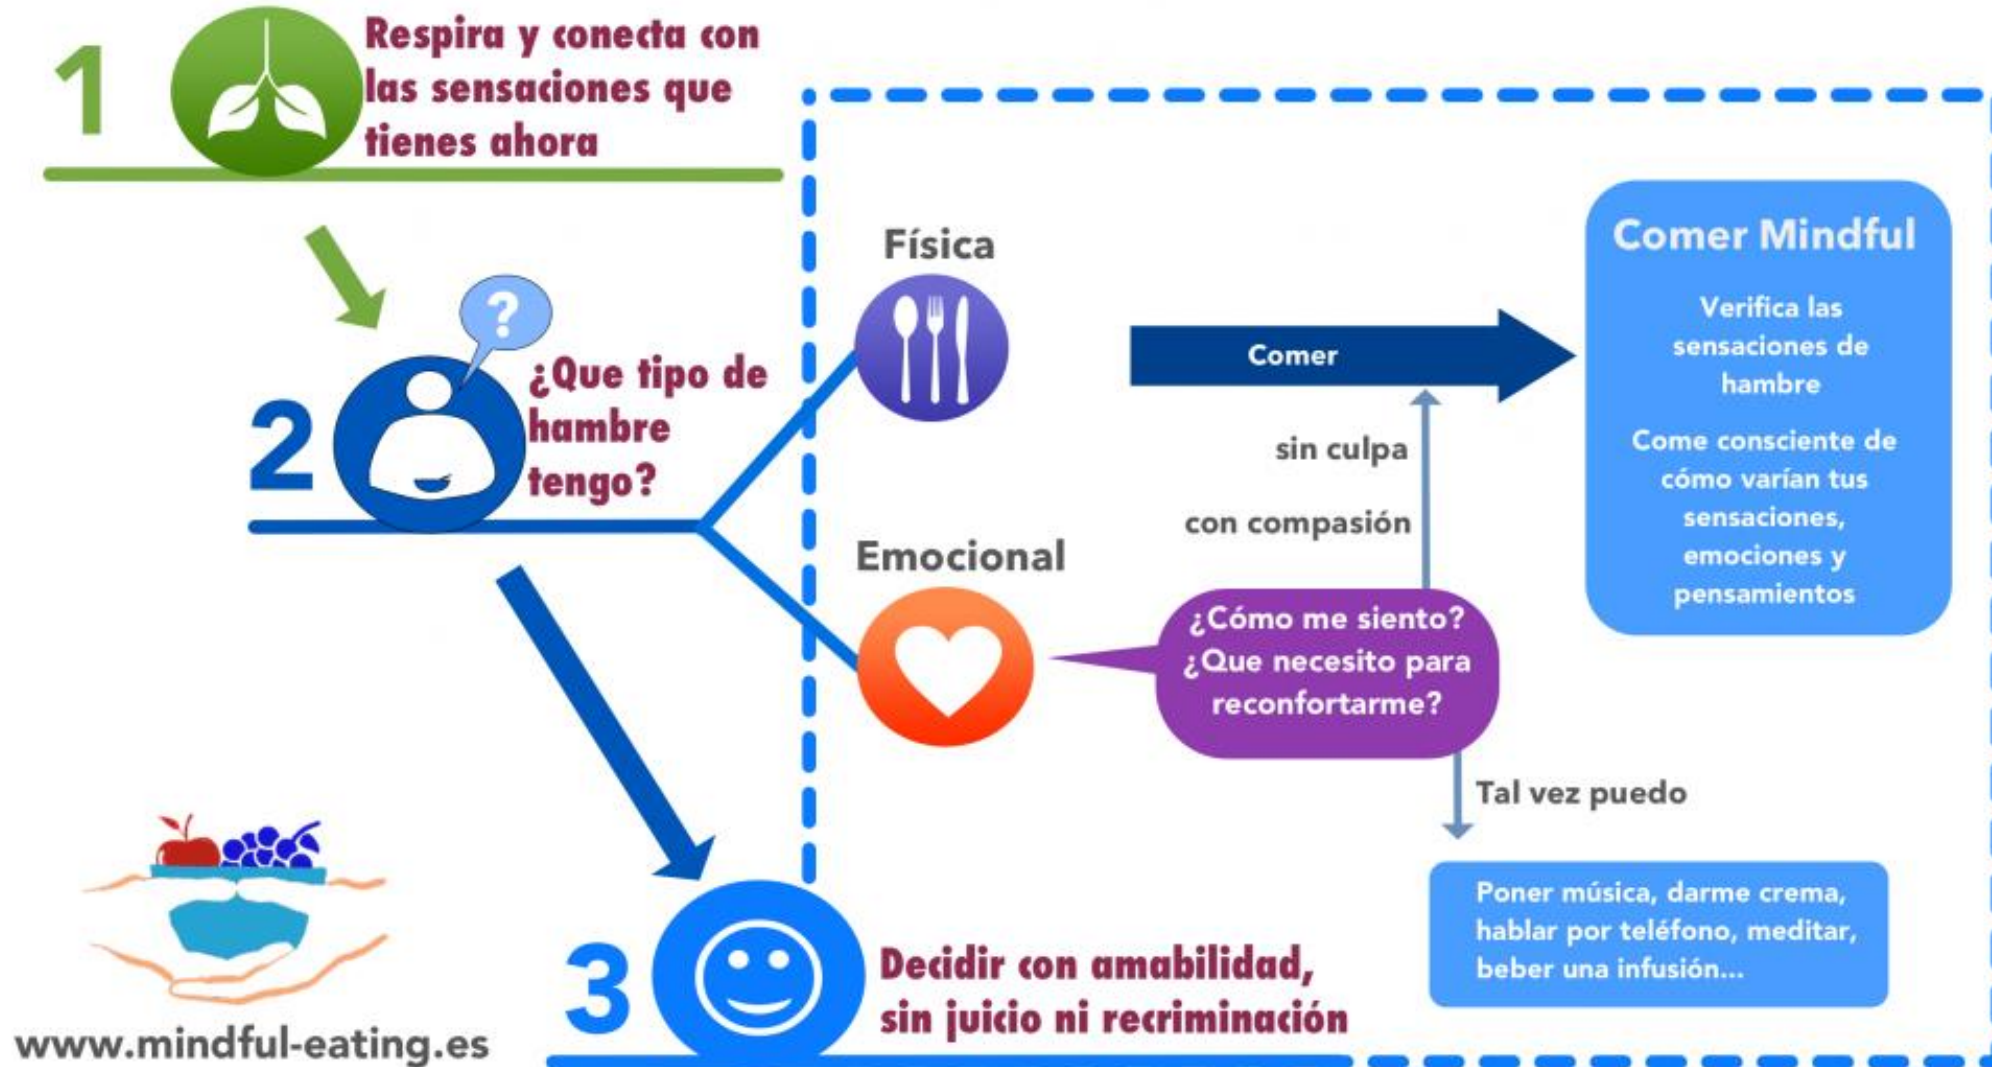 1
Respira y conecta con
las sensaciones que
tienes ahora
2
?
¿Que tipo de
hambre
tengo?
Física
Comer
sin culpa
con compasión
Comer Mindful
Verifica las
sensaciones de
hambre
Come consciente de
cómo varían tus
sensaciones,
emociones y
pensamientos
Emocional
¿Cómo me siento?
¿Que necesito para
reconfortarme?
Tal vez puedo
Poner música, darme crema,
hablar por teléfono, meditar,
beber una infusión...
3
Decidir con amabilidad,
sin juicio ni recriminación
www.mindful-eating.es